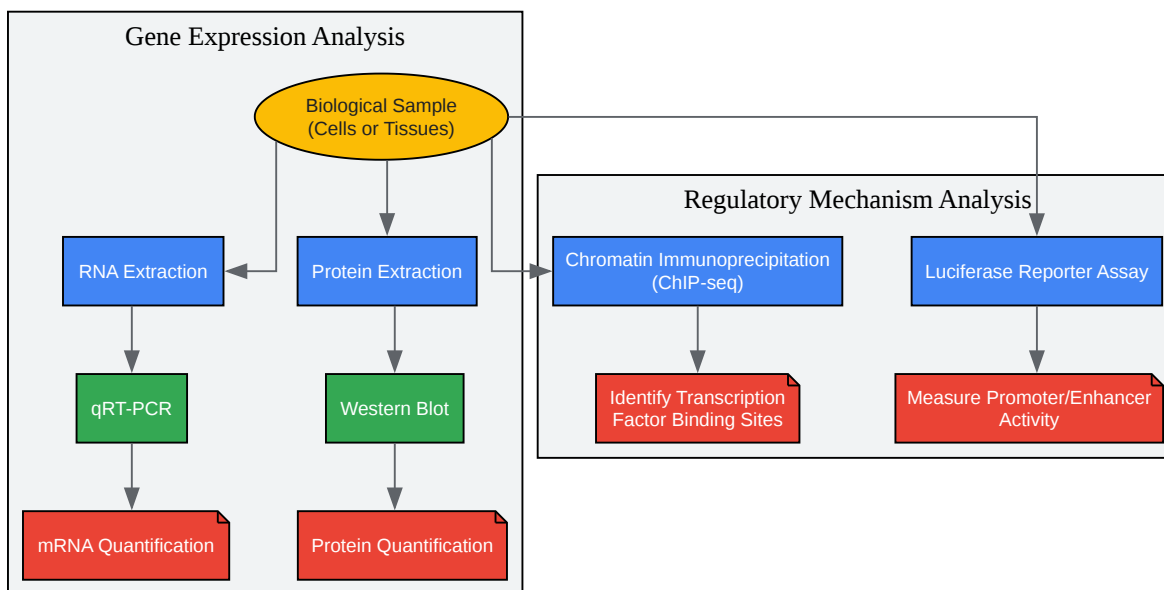 Gene Expression Analysis
Biological Sample
(Cells or Tissues)
Regulatory Mechanism Analysis
RNA Extraction
Protein Extraction
Chromatin Immunoprecipitation
(ChIP-seq)
Luciferase Reporter Assay
qRT-PCR
Western Blot
Identify Transcription
Factor Binding Sites
Measure Promoter/Enhancer
Activity
mRNA Quantification
Protein Quantification